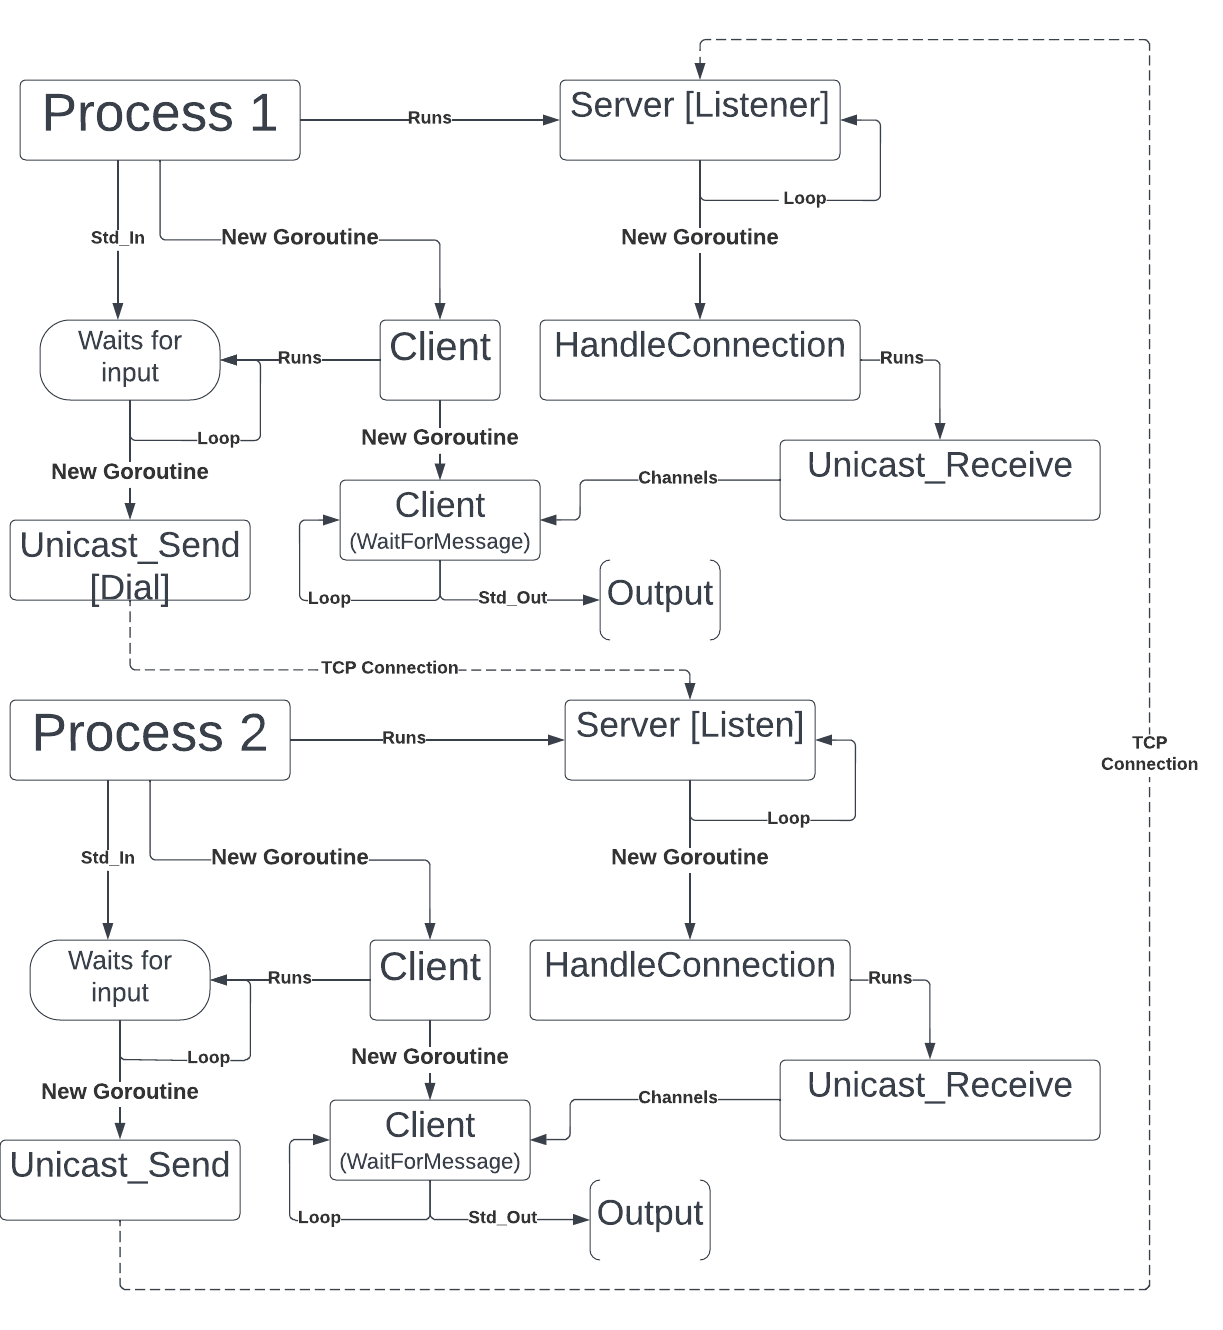 Process 1
Runs
Server [Listener]
Loop
Std_In
New Goroutine
New Goroutine
Waits for
input
Runs
Client
HandleConnection
Runs
Loop
New Goroutine
New Goroutine
Unicast_Receive
Channels
Client
(WaitForMessage)
Unicast_Send
[Dial]
Loop
Std_Out
Output
TCP Connection
Process 2
Runs
Server [Listen]
TCP
Connection
Loop
Std_In
New Goroutine
New Goroutine
Waits for
input
Runs
Client
HandleConnection
Runs
Loop
New Goroutine
New Goroutine
Unicast_Receive
Channels
Client
(WaitForMessage)
Unicast_Send
Loop
Std_Out
Output